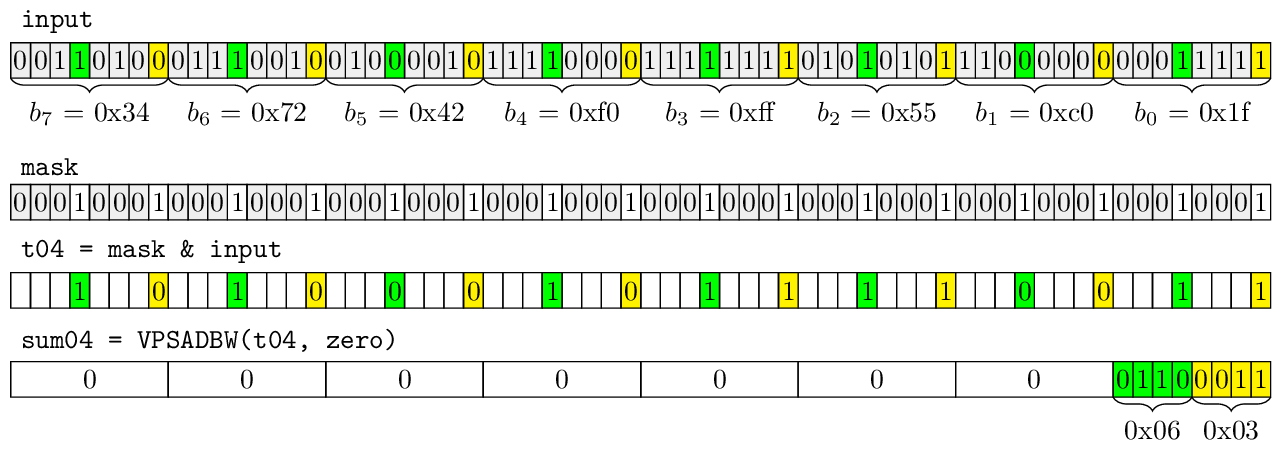 input
0 0 1 1 0 1 0 0 0 1 1 1 0 0 1 0 0 1 0 0 0 0 1 0 1 1 1 1 0 0 0 0 1 1 1 1 1 1 1 1 0 1 0 1 0 1 0 1 1 1 0 0 0 0 0 0 0 0 0 1 1 1 1 1
b7 = 0x34 b6 = 0x72 b5 = 0x42 b4 = 0xf0 b3 = 0xff b2 = 0x55 b1 = 0xc0 b0 = 0x1f
mask
0 0 0 1 0 0 0 1 0 0 0 1 0 0 0 1 0 0 0 1 0 0 0 1 0 0 0 1 0 0 0 1 0 0 0 1 0 0 0 1 0 0 0 1 0 0 0 1 0 0 0 1 0 0 0 1 0 0 0 1 0 0 0 1
t04 = mask & input
1 0 1 0 0 0 1 0 1 1 1 1 0 0 1 1
sum04 = VPSADBW(t04, zero)
0 0 0 0 0 0 0 0 1 1 0 0 0 1 1
0x06 0x03